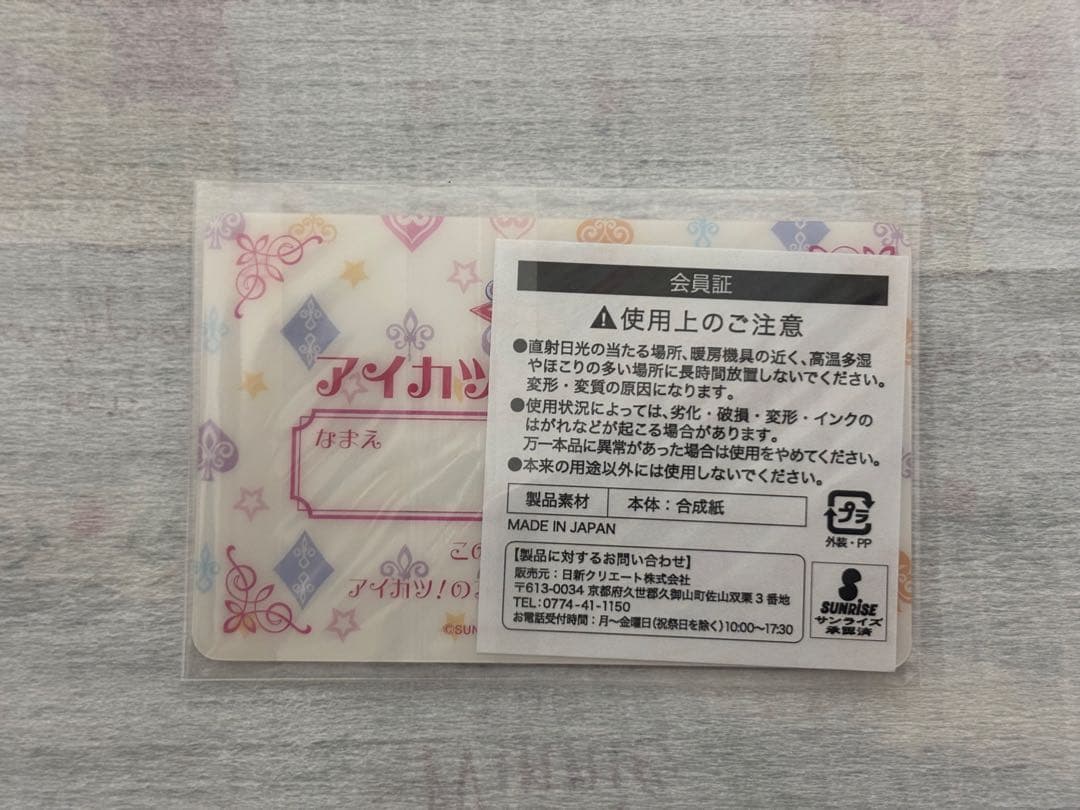 アイカツ
なまえ
この
アイカツ!の
©SUN
会員証
使用上のご注意
●直射日光の当たる場所、暖房機具の近く、高温多湿
やほこりの多い場所に長時間放置しないでください。
変形・変質の原因になります。
●使用状況によっては、劣化・破損・変形・インクの
はがれなどが起こる場合があります。
万一本品に異常があった場合は使用をやめてください。
●本来の用途以外には使用しないでください。
製品素材 本体：合成紙
MADE IN JAPAN
プラ
外装・PP
【製品に対するお問い合わせ】
販売元：日新クリエート株式会社
〒613-0034 京都府久世郡久御山町佐山双栗3番地
TEL:0774-41-1150
お電話受付時間：月～金曜日(祝祭日を除く)10:00～17:30
SUNRISE
サンライズ
承認済